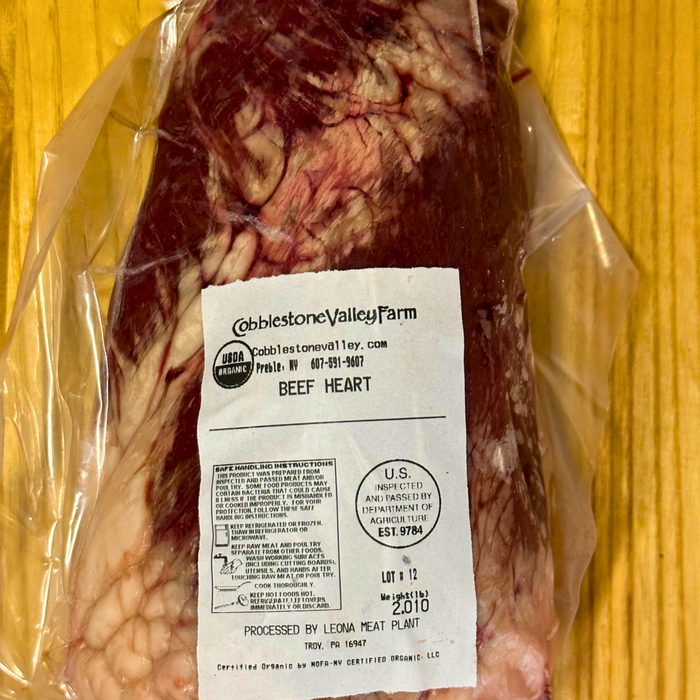 CobblestoneValleyFarm
USDA
ORGANIC
Cobblestonevalley.com
Preble, NY 607-591-9607
BEEF HEART
SAFE HANDLING INSTRUCTIONS
THIS PRODUCT WAS PREPARED FROM
INSPECTED AND PASSED MEAT AND/OR
POULTRY. SOME FOOD PRODUCTS MAY
CONTAIN BACTERIA THAT COULD CAUSE
ILLNESS IF THE PRODUCT IS MISHANDLED
OR COOKED IMPROPERLY. FOR YOUR
PROTECTION, FOLLOW THESE SAFE
HANDLING INSTRUCTIONS.
KEEP REFRIGERATED OR FROZEN.
THAW IN REFRIGERATOR OR
MICROWAVE.
KEEP RAW MEAT AND POULTRY
SEPARATE FROM OTHER FOODS.
WASH WORKING SURFACES
(INCLUDING CUTTING BOARDS),
UTENSILS, AND HANDS AFTER
TOUCHING RAW MEAT OR POULTRY.
COOK THOROUGHLY.
KEEP HOT FOODS HOT.
REFRIGERATE LEFTOVERS
IMMEDIATELY OR DISCARD.
U.S.
INSPECTED
AND PASSED BY
DEPARTMENT OF
AGRICULTURE
EST. 9784
LOT # 12
Weight(lb)
2.010
PROCESSED BY LEONA MEAT PLANT
TROY, PA 16947
Certified Organic by NOFA-NY CERTIFIED ORGANIC, LLC